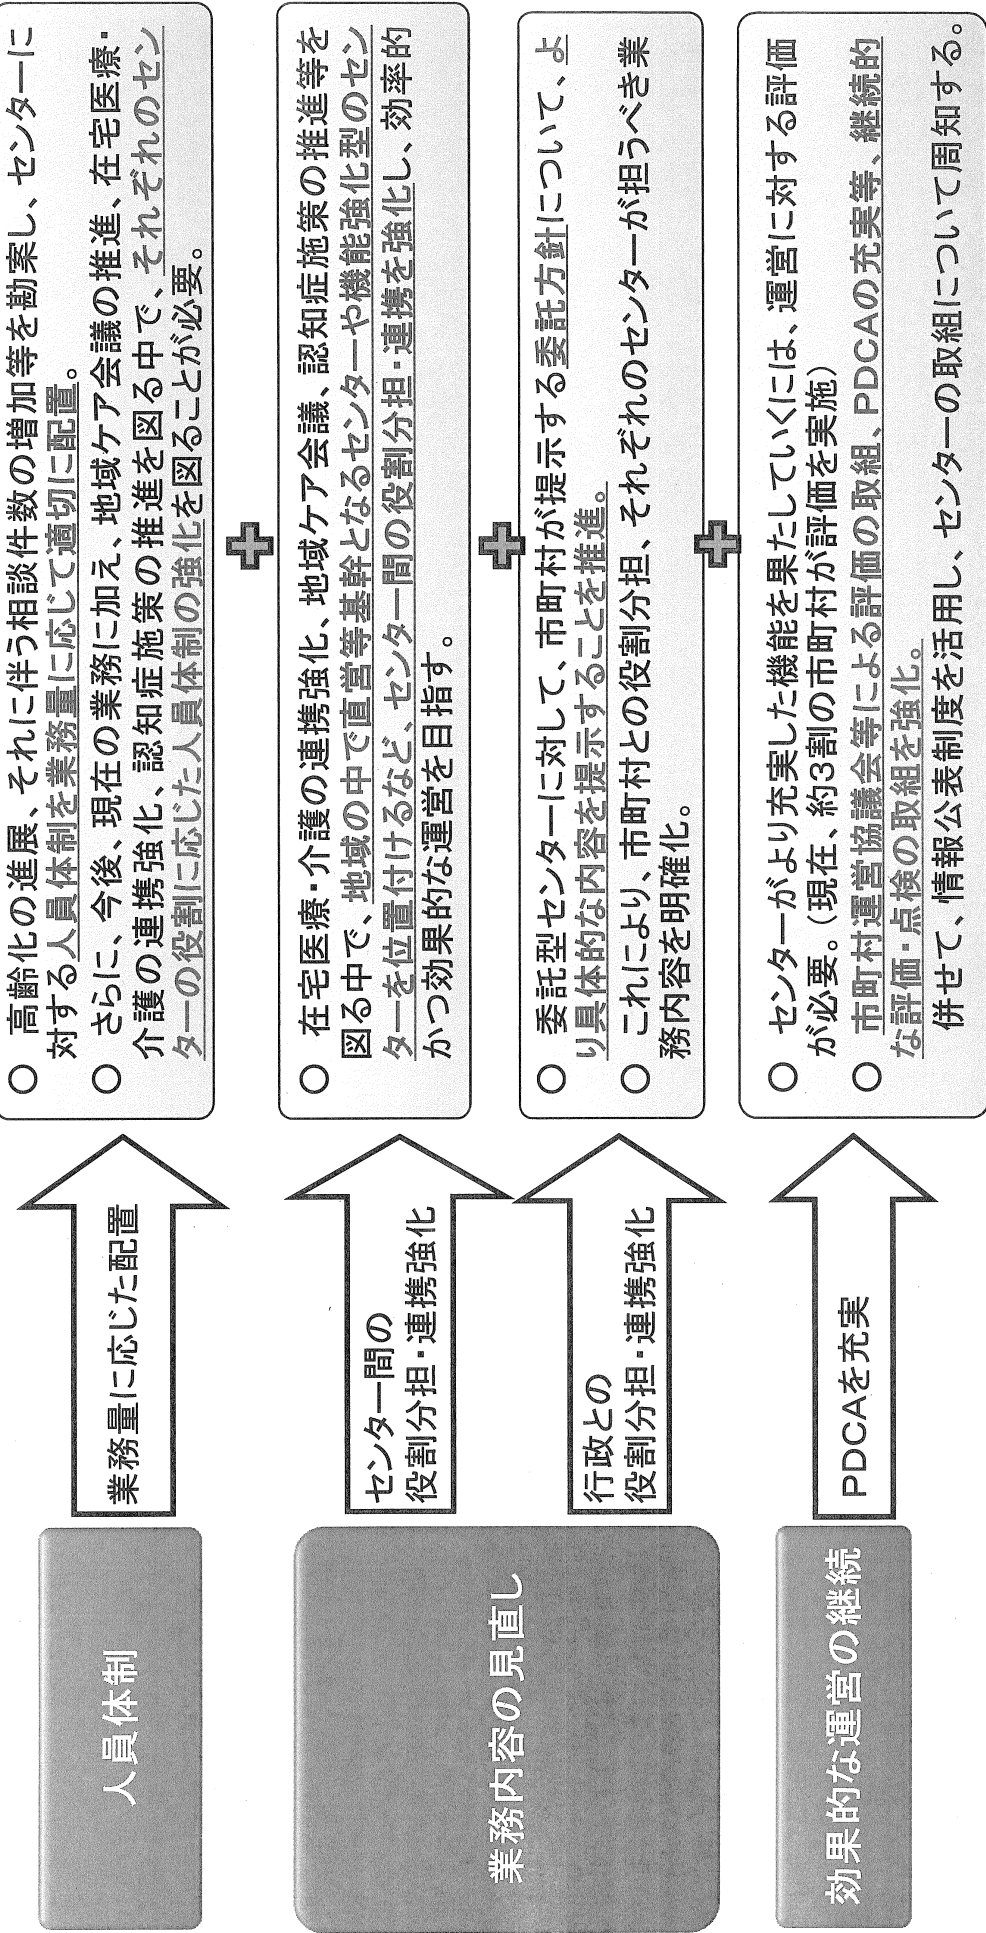 人員体制
業務量に応じた配置
○ 高齢化の進展、それに伴う相談件数の増加等を勘案し、センターに
対する人員体制を業務量に応じて適切に配置。
○ さらに、今後、現在の業務に加え、地域ケア会議の推進、在宅医療・
介護の連携強化、認知症施策の推進を図る中で、それぞれのセン
ターの役割に応じた人員体制の強化を図ることが必要。
業務内容の見直し
センター間の
役割分担・連携強化
○ 在宅医療・介護の連携強化、地域ケア会議、認知症施策の推進等を
図る中で、地域の中で直営等基幹となるセンターや機能強化型のセン
ターを位置付けるなど、センター間の役割分担・連携を強化し、効率的
かつ効果的な運営を目指す。
行政との
役割分担・連携強化
○ 委託型センターに対して、市町村が提示する委託方針について、よ
り具体的な内容を提示することを推進。
○ これにより、市町村との役割分担、それぞれのセンターが担うべき業
務内容を明確化。
効果的な運営の継続
PDCAを充実
○ センターがより充実した機能を果たしていくには、運営に対する評価
が必要。(現在、約3割の市町村が評価を実施)
○ 市町村運営協議会等による評価の取組、PDCAの充実等、継続的
な評価・点検の取組を強化。
併せて、情報公表制度を活用し、センターの取組について周知する。